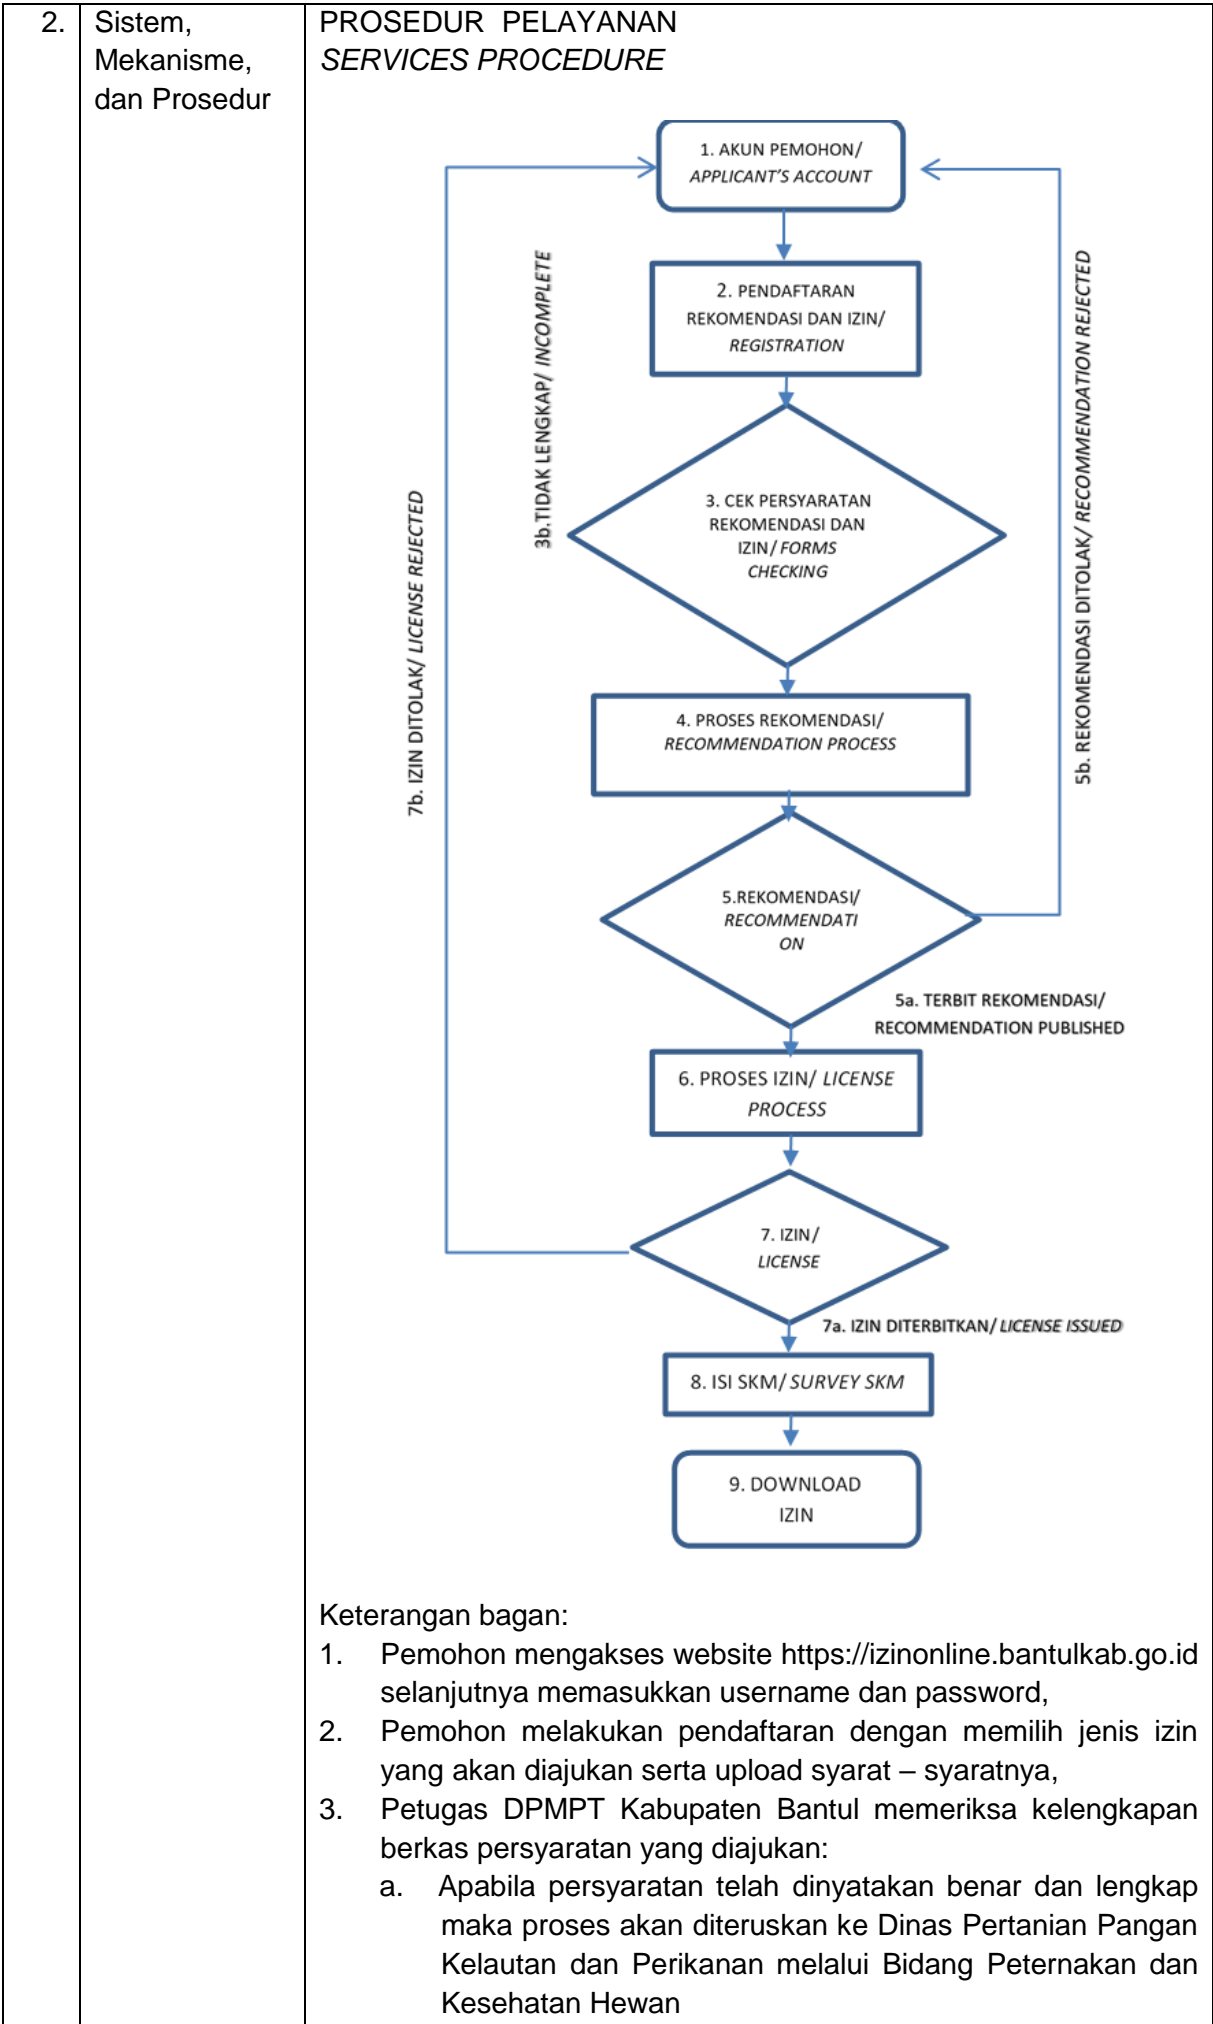 2.
Sistem,
Mekanisme,
dan Prosedur
PROSEDUR PELAYANAN
SERVICES PROCEDURE
1. AKUN PEMOHON/
APPLICANT'S ACCOUNT
2. PENDAFTARAN
REKOMENDASI DAN IZIN/
REGISTRATION
3b.TIDAK LENGKAP/ INCOMPLETE
3. CEK PERSYARATAN
REKOMENDASI DAN
IZIN/ FORMS
CHECKING
7b. IZIN DITOLAK/ LICENSE REJECTED
5b. REKOMENDASI DITOLAK/ RECOMMENDATION REJECTED
4. PROSES REKOMENDASI/
RECOMMENDATION PROCESS
5.REKOMENDASI/
RECOMMENDATI
ON
5a. TERBIT REKOMENDASI/
RECOMMENDATION PUBLISHED
6. PROSES IZIN/ LICENSE
PROCESS
7. IZIN/
LICENSE
7a. IZIN DITERBITKAN/ LICENSE ISSUED
8. ISI SKM/ SURVEY SKM
9. DOWNLOAD
IZIN
Keterangan bagan:
1. Pemohon mengakses website https://izinonline.bantulkab.go.id
selanjutnya memasukkan username dan password,
2. Pemohon melakukan pendaftaran dengan memilih jenis izin
yang akan diajukan serta upload syarat – syaratnya,
3. Petugas DPMPT Kabupaten Bantul memeriksa kelengkapan
berkas persyaratan yang diajukan:
a. Apabila persyaratan telah dinyatakan benar dan lengkap
maka proses akan diteruskan ke Dinas Pertanian Pangan
Kelautan dan Perikanan melalui Bidang Peternakan dan
Kesehatan Hewan